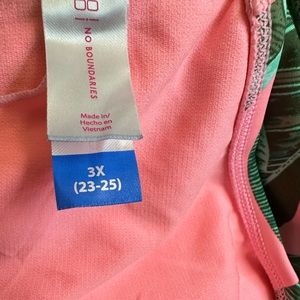 NO BOUNDARIES
Made in/
Hecho en
Vietnam
3X
(23-25)